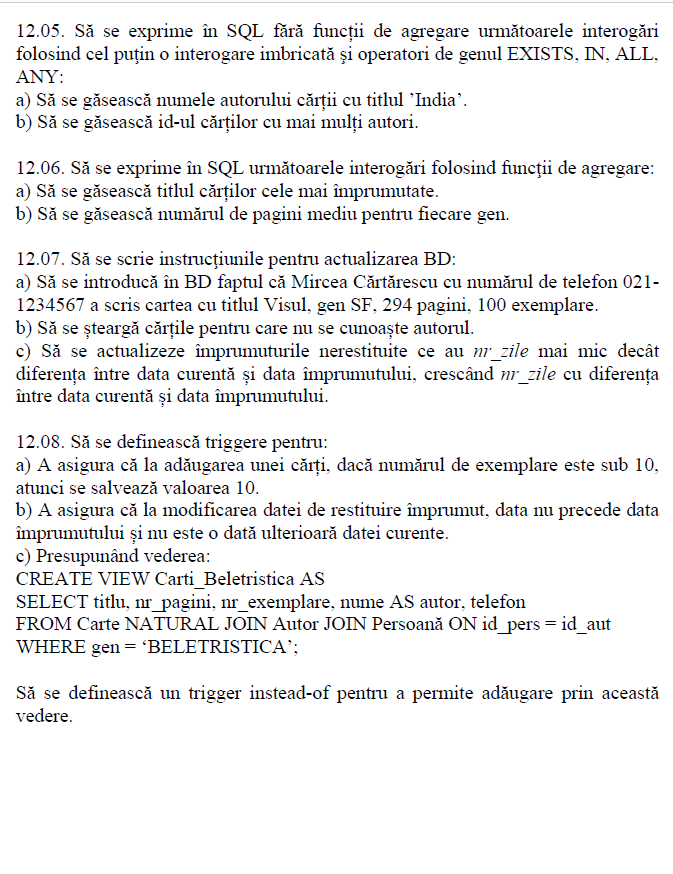 12.05. Să se exprime în SQL fără funcții de agregare următoarele interogări
folosind cel puţin o interogare imbricată şi operatori de genul EXISTS, IN, ALL,
ANY:
a) Să se găsească numele autorului cărții cu titlul ’India’.
b) Să se găsească id-ul cărților cu mai mulți autori.
12.06. Să se exprime în SQL următoarele interogări folosind funcţii de agregare:
a) Să se găsească titlul cărților cele mai împrumutate.
b) Să se găsească numărul de pagini mediu pentru fiecare gen.
12.07. Să se scrie instrucţiunile pentru actualizarea BD:
a) Să se introducă în BD faptul că Mircea Cărtărescu cu numărul de telefon 021-
1234567 a scris cartea cu titlul Visul, gen SF, 294 pagini, 100 exemplare.
b) Să se șteargă cărțile pentru care nu se cunoaște autorul.
c) Să se actualizeze împrumuturile nerestituite ce au nr_zile mai mic decât
diferența între data curentă și data împrumutului, crescând nr_zile cu diferența
între data curentă și data împrumutului.
12.08. Să se definească triggere pentru:
a) A asigura că la adăugarea unei cărți, dacă numărul de exemplare este sub 10,
atunci se salvează valoarea 10.
b) A asigura că la modificarea datei de restituire împrumut, data nu precede data
împrumutului și nu este o dată ulterioară datei curente.
c) Presupunând vederea:
CREATE VIEW Carti_Beletristica AS
SELECT titlu, nr_pagini, nr_exemplare, nume AS autor, telefon
FROM Carte NATURAL JOIN Autor JOIN Persoană ON id_pers = id_aut
WHERE gen = ‘BELETRISTICA’;
Să se definească un trigger instead-of pentru a permite adăugare prin această
vedere.